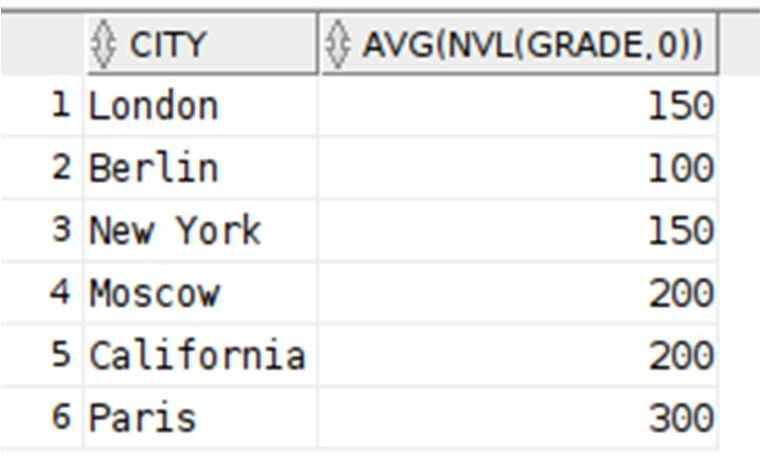 CITY AVG(NVL(GRADE,0))
1 London 150
2 Berlin 100
3 New York 150
4 Moscow 200
5 California 200
6 Paris 300